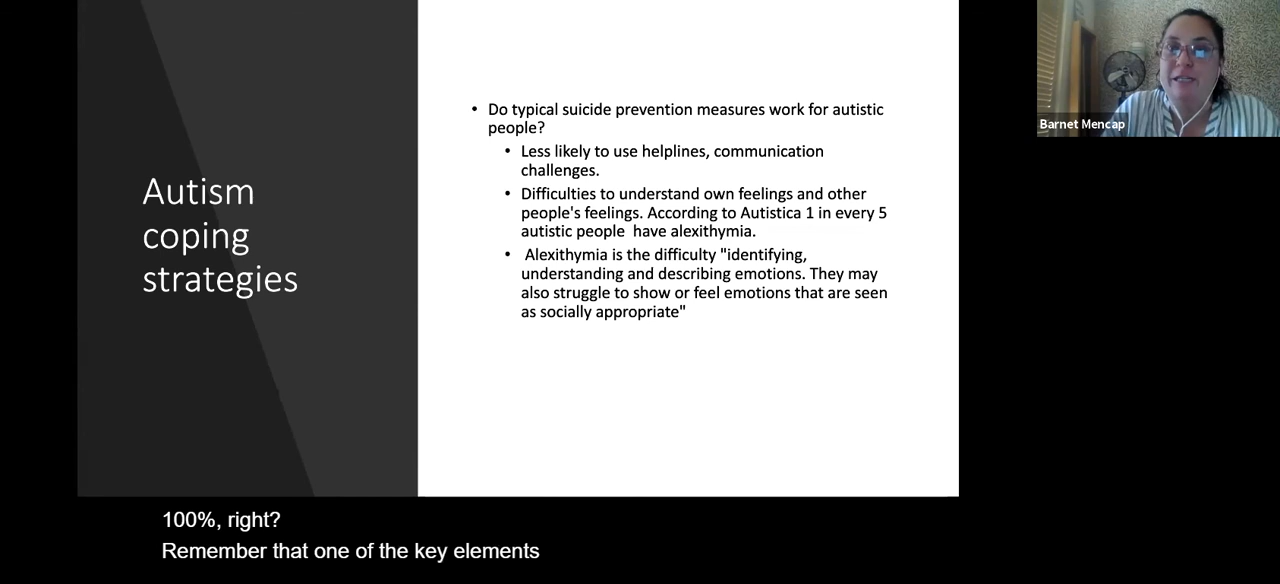 Autism
coping
strategies
• Do typical suicide prevention measures work for autistic
people?
• Less likely to use helplines, communication
challenges.
• Difficulties to understand own feelings and other
people's feelings. According to Autistica 1 in every 5
autistic people  have alexithymia.
• Alexithymia is the difficulty "identifying,
understanding and describing emotions. They may
also struggle to show or feel emotions that are seen
as socially appropriate"
Barnet Mencap
100%, right?
Remember that one of the key elements